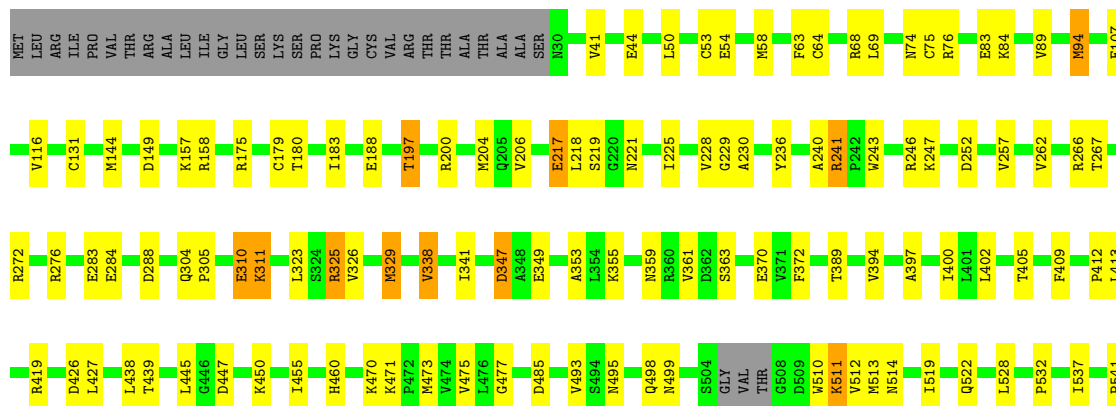 MET LEU ARG ILE PRO VAL THR ARG ALA LEU ILE GLY LEU SER LYS SER PRO LYS GLY CYS VAL ARG THR THR ALA THR ALA ALA SER N30 V41 E44 L50 C53 E54 M58 F63 C64 R68 L69 N74 C75 R76 E83 K84 V89 M94
V116 C131 M144 D149 K157 R158 R175 C179 T180 I183 E188 T197 R200 M204 Q205 V206 E217 L218 S219 G220 N221 I225 V228 G229 A230 Y236 A240 R241 P242 W243 R246 K247 D252 V257 V262 R266 T267
R272 R276 E283 E284 D288 Q304 P305 E310 K311 L323 S324 R325 V326 M329 V338 I341 D347 A348 E349 A353 L354 K355 N359 R360 V361 D362 S363 E370 V371 F372 T389 V394 A397 I400 L401 L402 T405 F409 P412
R419 D426 L427 L438 T439 L445 G446 D447 K450 I455 H460 K470 K471 P472 M473 V474 V475 L476 G477 D485 V493 S494 N495 Q498 N499 S504 GLY VAL THR G508 D509 W510 K511 V512 M513 N514 I519 Q522 L528 P532 I537